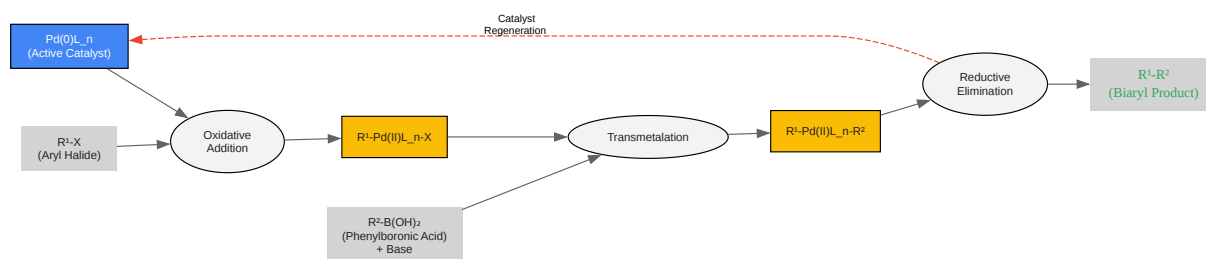 Catalyst
Regeneration
Pd(0)L_n
(Active Catalyst)
Reductive
Elimination
R¹-R²
(Biaryl Product)
Oxidative
Addition
R¹-X
(Aryl Halide)
R¹-Pd(II)L_n-X
Transmetalation
R¹-Pd(II)L_n-R²
R²-B(OH)₂
(Phenylboronic Acid)
+ Base